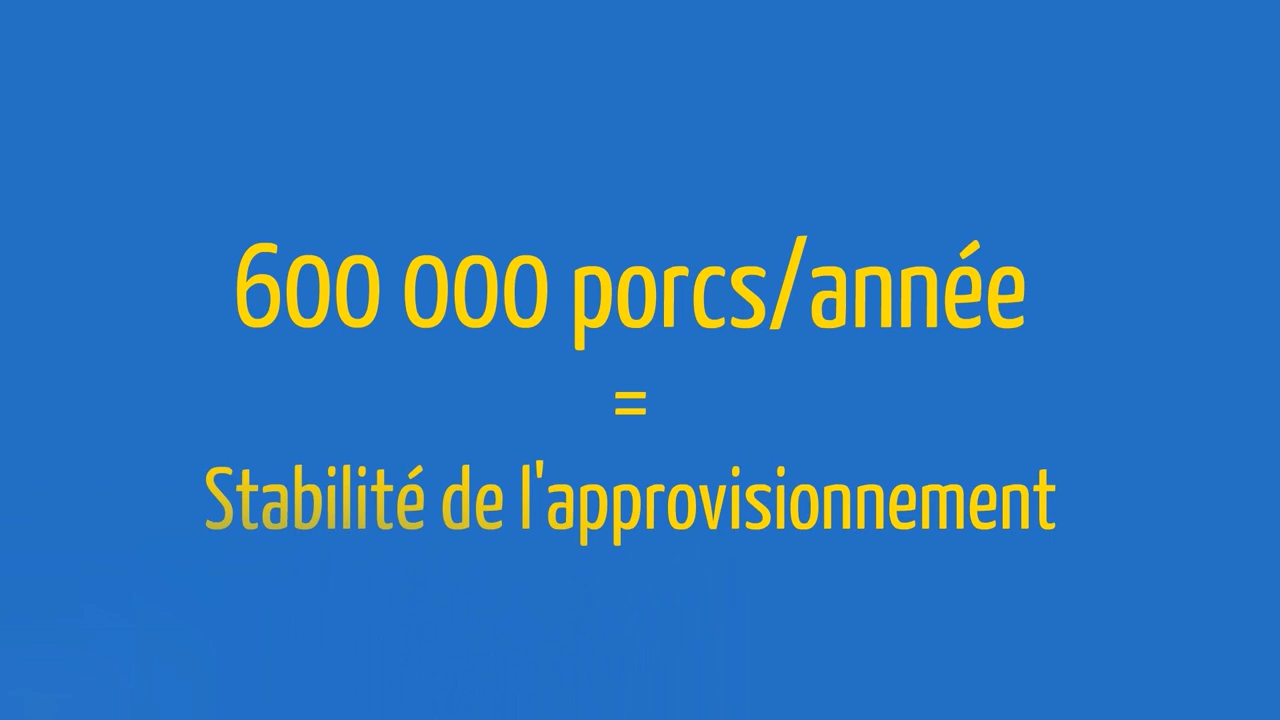 600 000 porcs/année
=
Stabilité de l'approvisionnement